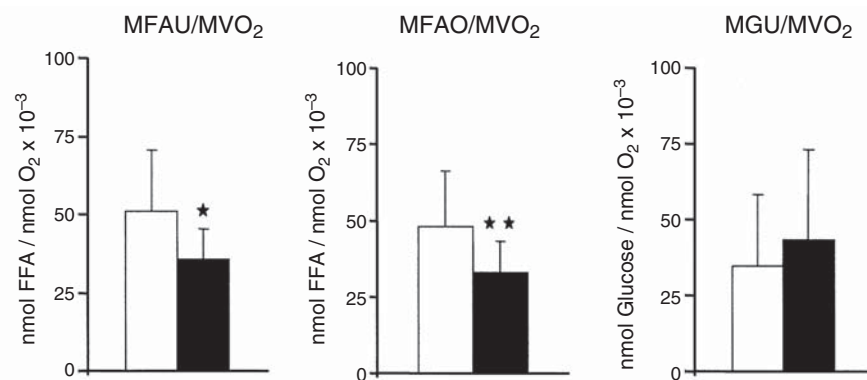 MFAU/MVO₂
nmol FFA / nmol O₂ x 10⁻³
100
75
50
25
0
★
MFAO/MVO₂
nmol FFA / nmol O₂ x 10⁻³
100
75
50
25
0
★ ★
MGU/MVO₂
nmol Glucose / nmol O₂ x 10⁻³
100
75
50
25
0